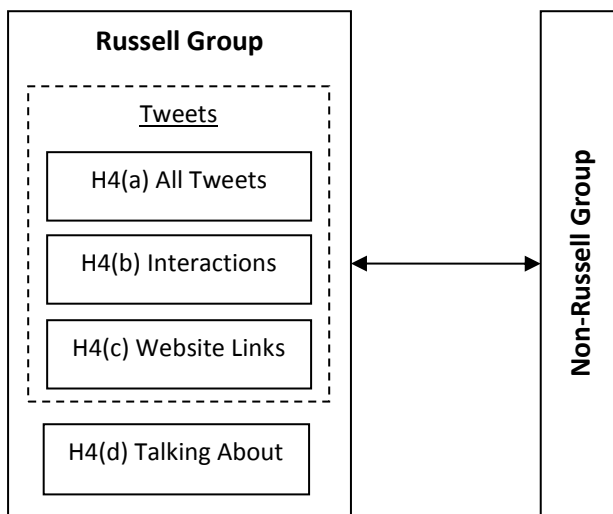 Russell Group
Tweets
H4(a) All Tweets
H4(b) Interactions
H4(c) Website Links
H4(d) Talking About
Non-Russell Group